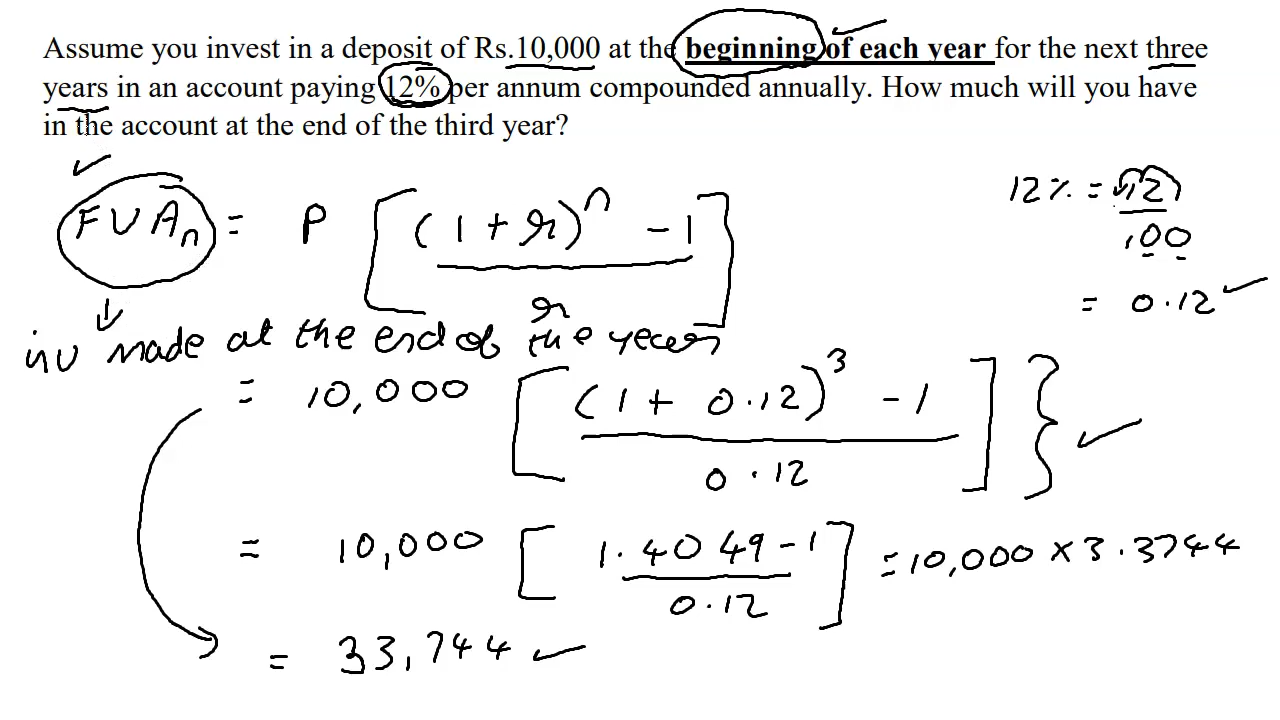 Assume you invest in a deposit of Rs.10,000 at the beginning of each year for the next three
years in an account paying 12% per annum compounded annually. How much will you have
in the account at the end of the third year?
FVAn = P [ (1 + r)^n - 1 / r ]
12% = 12 / 100
= 0.12
inv made at the end of the years
= 10,000 [ (1 + 0.12)^3 - 1 / 0.12 ]
= 10,000 [ 1.4049 - 1 / 0.12 ] = 10,000 × 3.3744
= 33,744